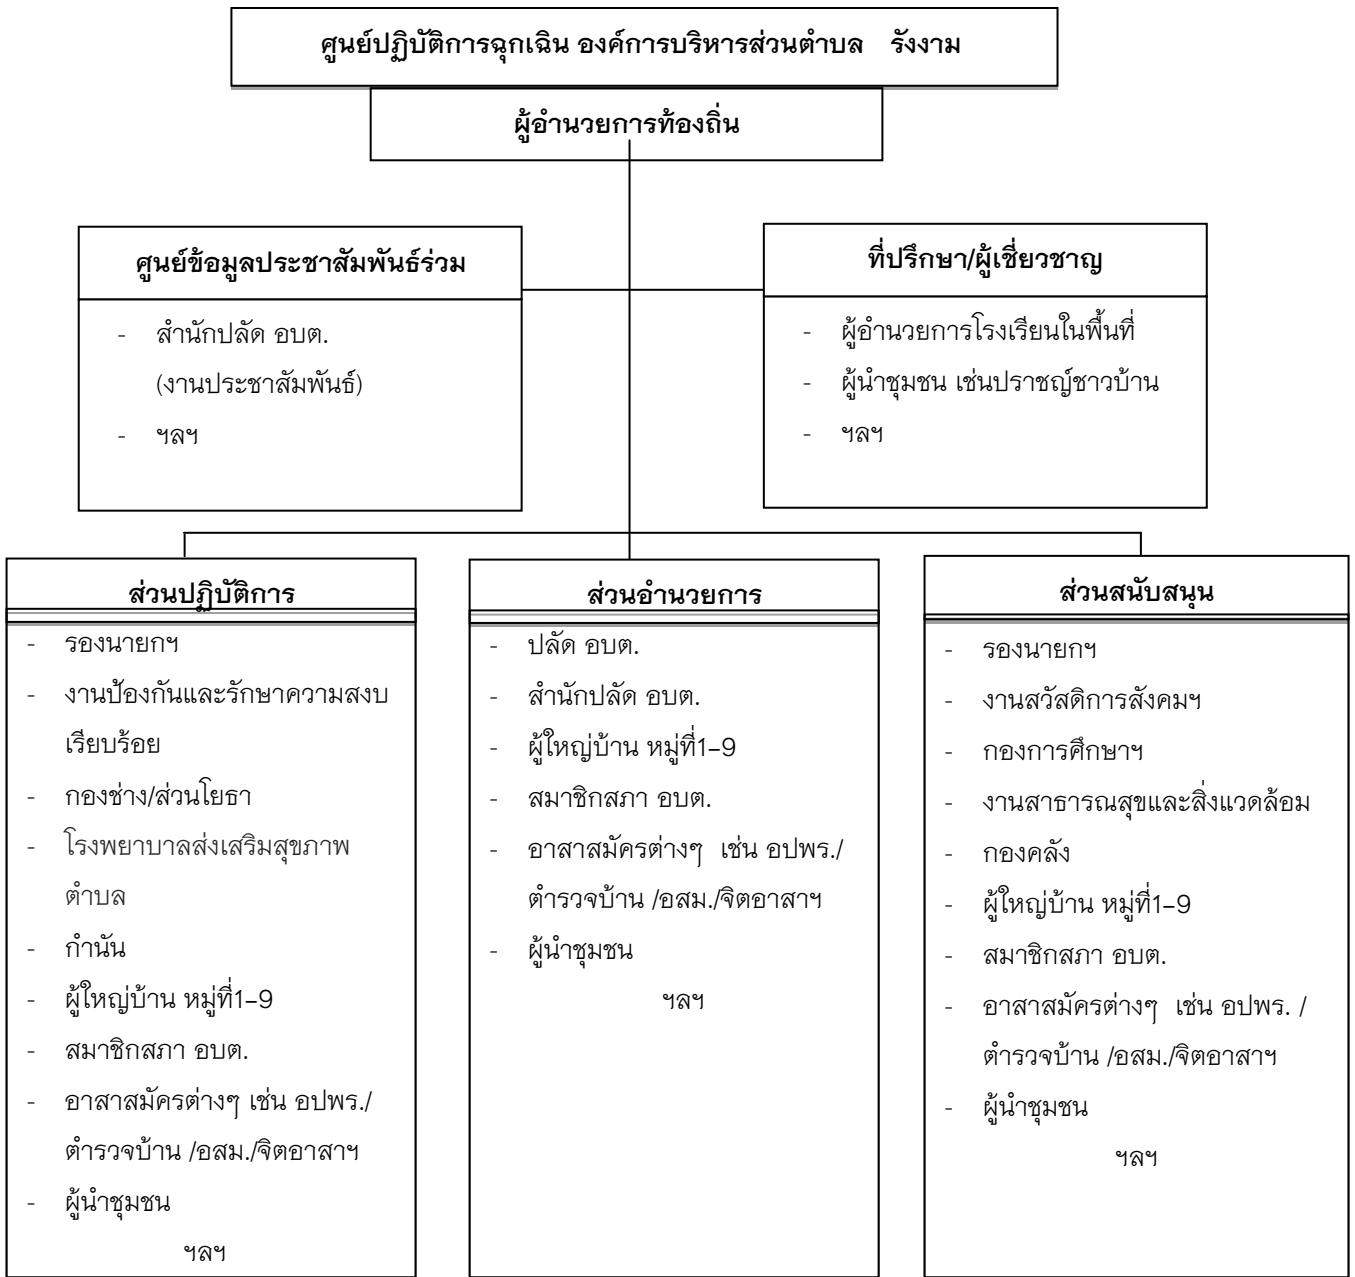 ศูนย์ปฏิบัติการฉุกเฉิน องค์การบริหารส่วนตำบล รังงาม
ผู้อำนวยการท้องถิ่น
ศูนย์ข้อมูลประชาสัมพันธ์ร่วม
- สำนักปลัด อบต.
(งานประชาสัมพันธ์)
- ฯลฯ
ที่ปรึกษา/ผู้เชี่ยวชาญ
- ผู้อำนวยการโรงเรียนในพื้นที่
- ผู้นำชุมชน เช่นปราชญ์ชาวบ้าน
- ฯลฯ
ส่วนปฏิบัติการ
- รองนายกฯ
- งานป้องกันและรักษาความสงบ
เรียบร้อย
- กองช่าง/ส่วนโยธา
- โรงพยาบาลส่งเสริมสุขภาพ
ตำบล
- กำนัน
- ผู้ใหญ่บ้าน หมู่ที่1-9
- สมาชิกสภา อบต.
- อาสาสมัครต่างๆ เช่น อปพร./
ตำรวจบ้าน /อสม./จิตอาสาฯ
- ผู้นำชุมชน
ฯลฯ
ส่วนอำนวยการ
- ปลัด อบต.
- สำนักปลัด อบต.
- ผู้ใหญ่บ้าน หมู่ที่1-9
- สมาชิกสภา อบต.
- อาสาสมัครต่างๆ เช่น อปพร./
ตำรวจบ้าน /อสม./จิตอาสาฯ
- ผู้นำชุมชน
ฯลฯ
ส่วนสนับสนุน
- รองนายกฯ
- งานสวัสดิการสังคมฯ
- กองการศึกษาฯ
- งานสาธารณสุขและสิ่งแวดล้อม
- กองคลัง
- ผู้ใหญ่บ้าน หมู่ที่1-9
- สมาชิกสภา อบต.
- อาสาสมัครต่างๆ เช่น อปพร. /
ตำรวจบ้าน /อสม./จิตอาสาฯ
- ผู้นำชุมชน
ฯลฯ